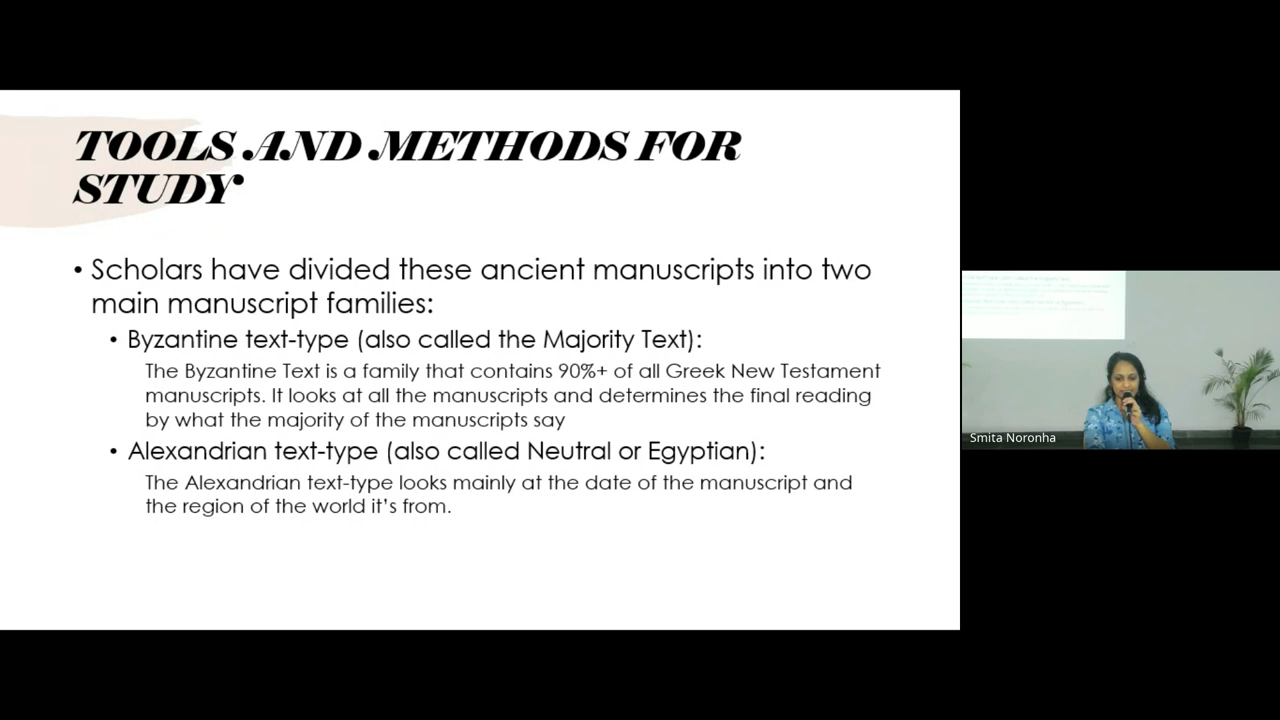 TOOLS AND METHODS FOR
STUDY
• Scholars have divided these ancient manuscripts into two
main manuscript families:
• Byzantine text-type (also called the Majority Text):
The Byzantine Text is a family that contains 90%+ of all Greek New Testament
manuscripts. It looks at all the manuscripts and determines the final reading
by what the majority of the manuscripts say
• Alexandrian text-type (also called Neutral or Egyptian):
The Alexandrian text-type looks mainly at the date of the manuscript and
the region of the world it's from.
Smita Noronha